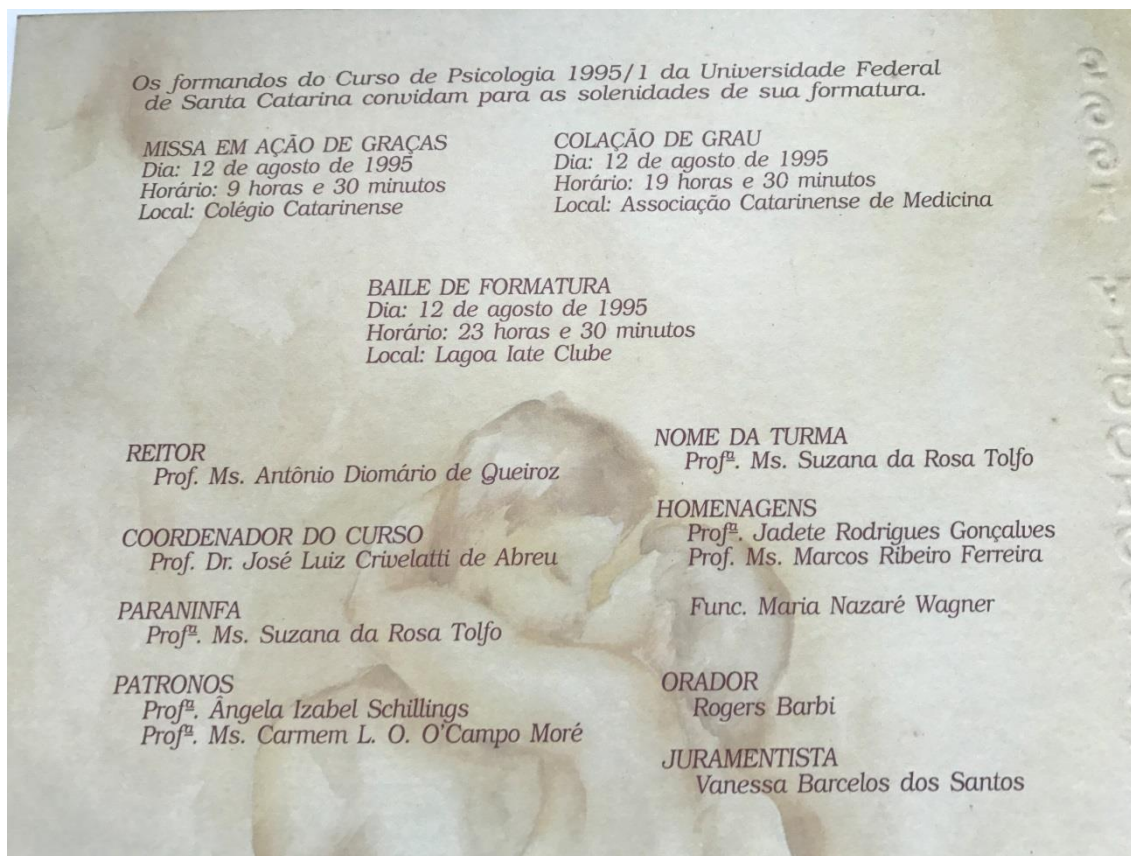 Os formandos do Curso de Psicologia 1995/1 da Universidade Federal
de Santa Catarina convidam para as solenidades de sua formatura.
MISSA EM AÇÃO DE GRAÇAS
Dia: 12 de agosto de 1995
Horário: 9 horas e 30 minutos
Local: Colégio Catarinense
COLAÇÃO DE GRAU
Dia: 12 de agosto de 1995
Horário: 19 horas e 30 minutos
Local: Associação Catarinense de Medicina
BAILE DE FORMATURA
Dia: 12 de agosto de 1995
Horário: 23 horas e 30 minutos
Local: Lagoa Iate Clube
REITOR
Prof. Ms. Antônio Diomário de Queiroz
COORDENADOR DO CURSO
Prof. Dr. José Luiz Crivelatti de Abreu
PARANINFA
Profª. Ms. Suzana da Rosa Tolfo
PATRONOS
Profª. Ângela Izabel Schillings
Profª. Ms. Carmem L. O. O'Campo Moré
NOME DA TURMA
Profª. Ms. Suzana da Rosa Tolfo
HOMENAGENS
Profª. Jadete Rodrigues Gonçalves
Prof. Ms. Marcos Ribeiro Ferreira
Func. Maria Nazaré Wagner
ORADOR
Rogers Barbi
JURAMENTISTA
Vanessa Barcelos dos Santos